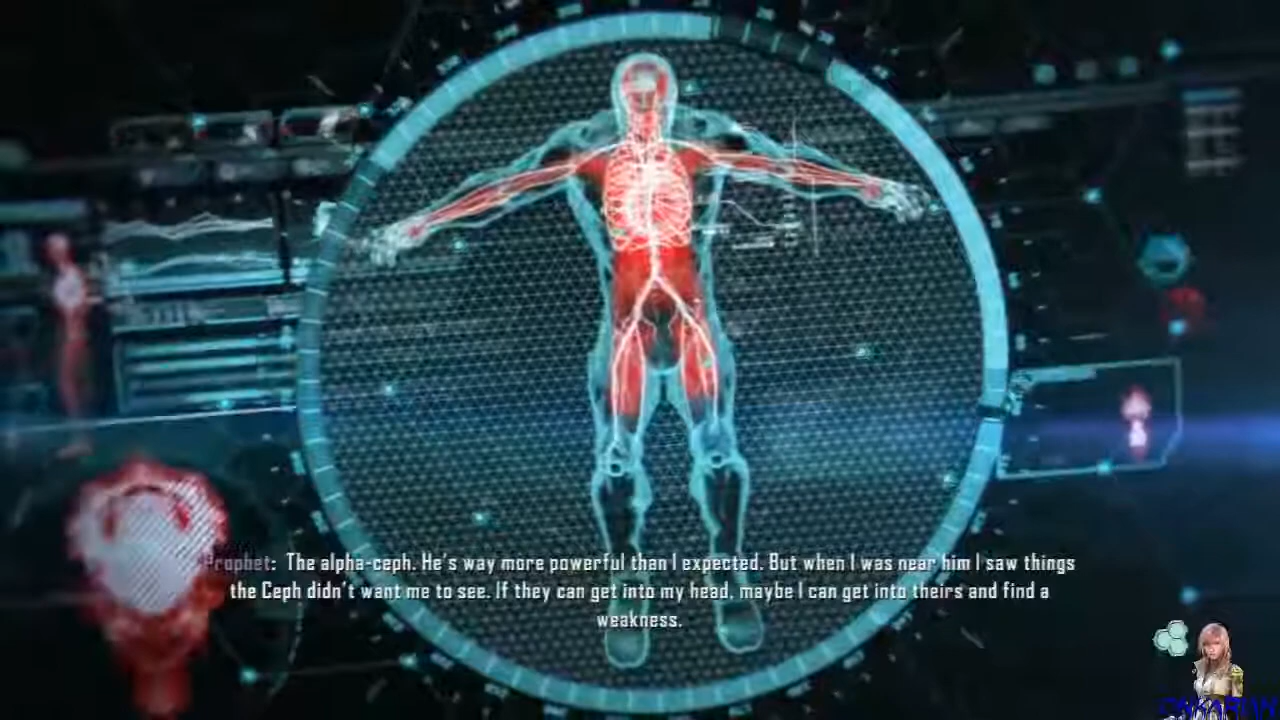 Prophet: The alpha-ceph. He's way more powerful than I expected. But when I was near him I saw things
the Ceph didn't want me to see. If they can get into my head, maybe I can get into theirs and find a
weakness.